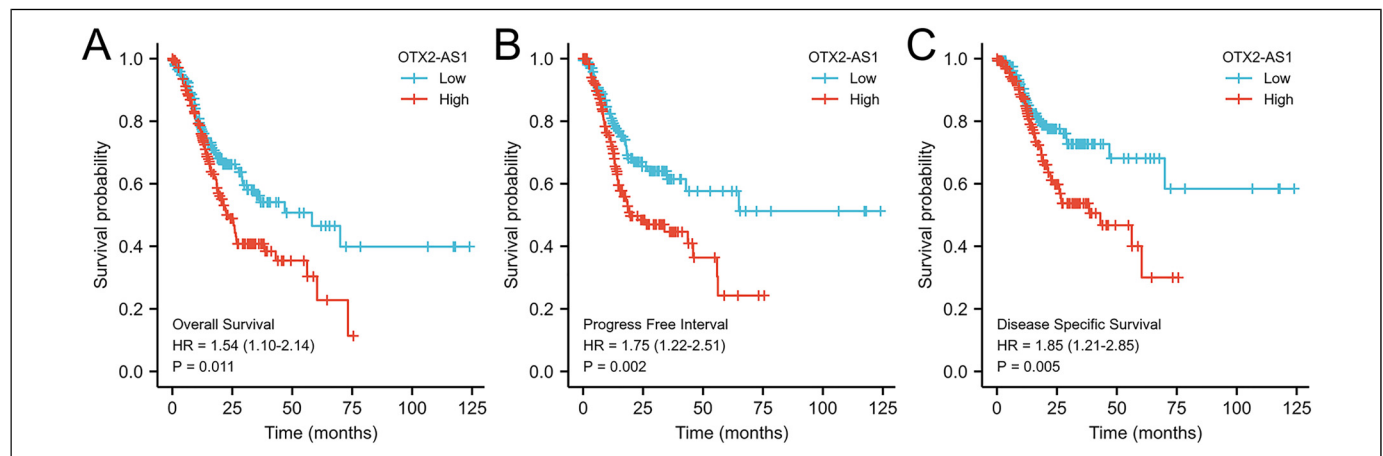 A
OTX2-AS1
Low
High
Survival probability
1.0
0.8
0.6
0.4
0.2
0.0
Overall Survival
HR = 1.54 (1.10-2.14)
P = 0.011
0 25 50 75 100 125
Time (months)
B
OTX2-AS1
Low
High
Survival probability
1.0
0.8
0.6
0.4
0.2
0.0
Progress Free Interval
HR = 1.75 (1.22-2.51)
P = 0.002
0 25 50 75 100 125
Time (months)
C
OTX2-AS1
Low
High
Survival probability
1.0
0.8
0.6
0.4
0.2
0.0
Disease Specific Survival
HR = 1.85 (1.21-2.85)
P = 0.005
0 25 50 75 100 125
Time (months)